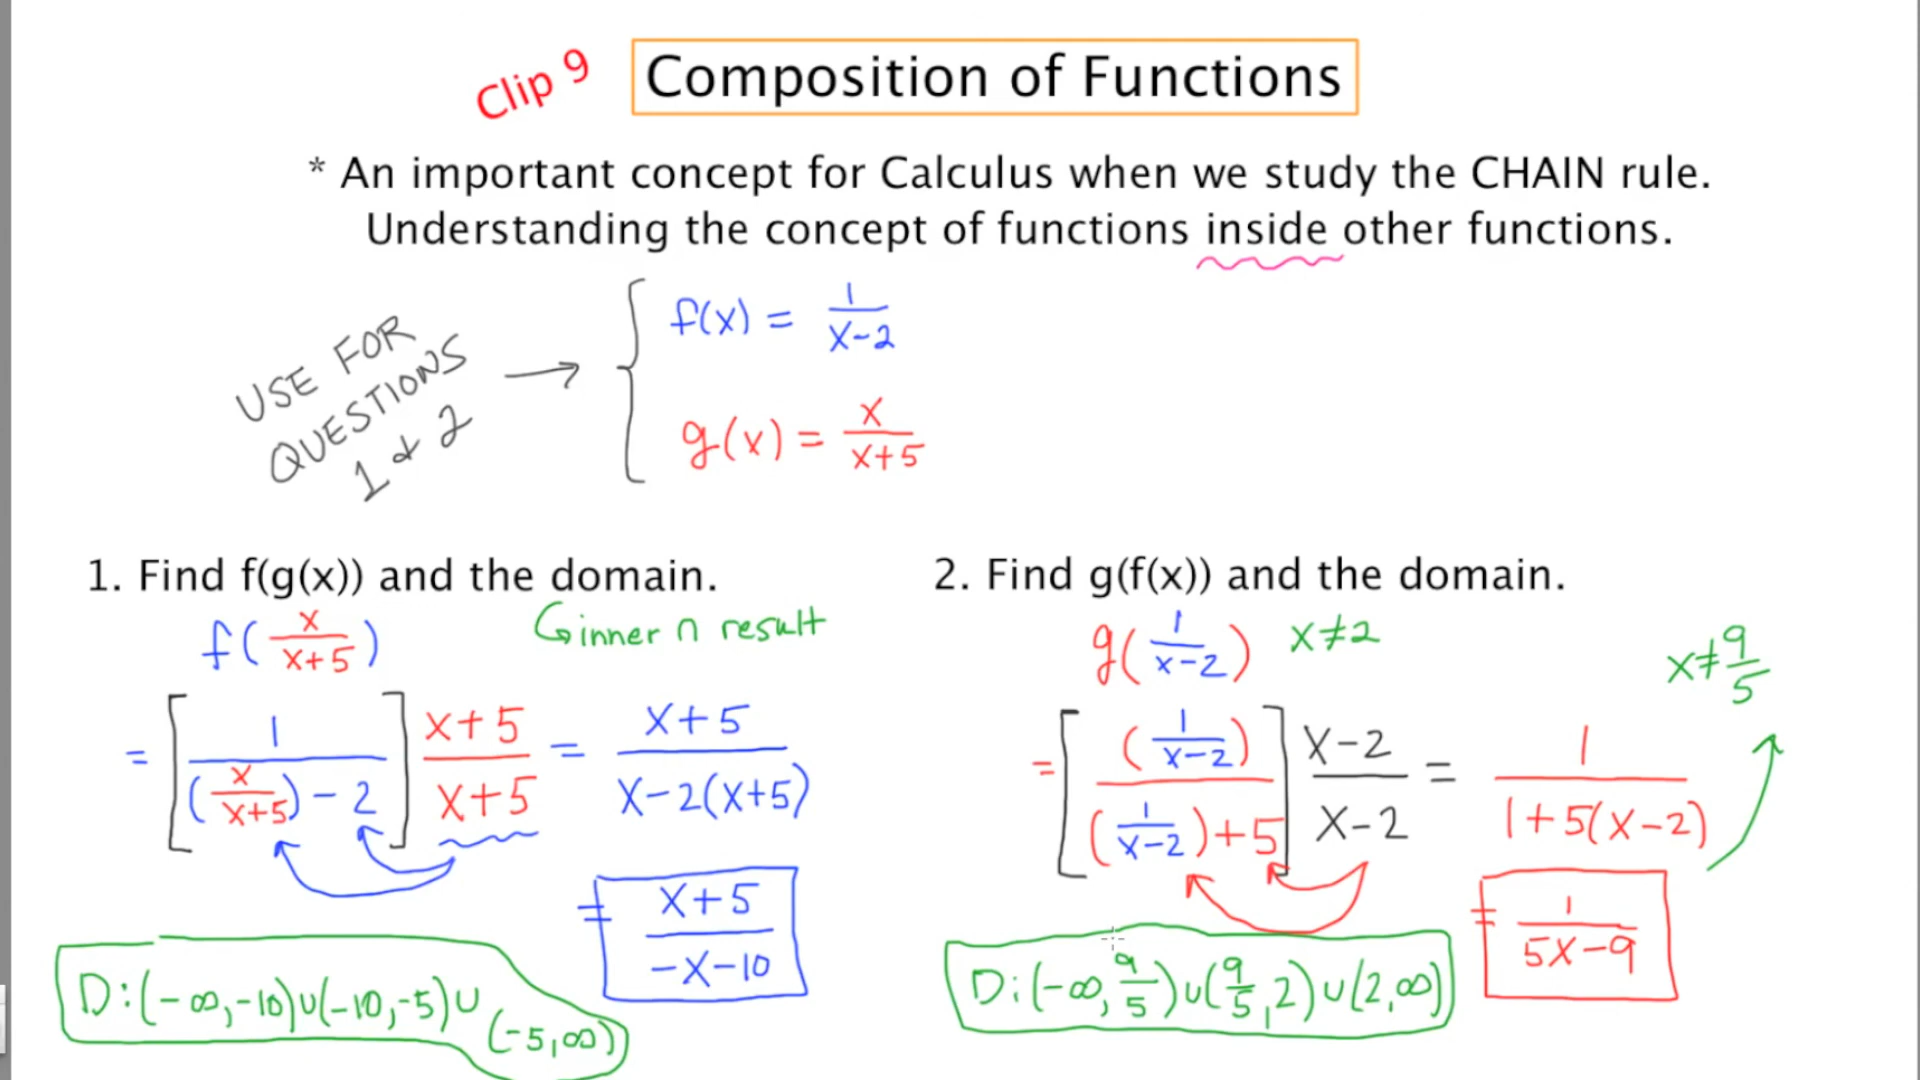 Clip 9
Composition of Functions
* An important concept for Calculus when we study the CHAIN rule.
Understanding the concept of functions inside other functions.
USE FOR
QUESTIONS
1 & 2
f(x) = 1/(x-2)
g(x) = x/(x+5)
1. Find f(g(x)) and the domain.
inner ∩ result
f(x/(x+5))
= [1/((x/(x+5))-2)] (x+5)/(x+5) = (x+5)/(x-2(x+5))
= (x+5)/(-x-10)
D:(-∞,-10)∪(-10,-5)∪
(-5,∞)
2. Find g(f(x)) and the domain.
g(1/(x-2)) x≠2
x≠9/5
= [(1/(x-2))/((1/(x-2))+5)] (x-2)/(x-2) = 1/(1+5(x-2))
= 1/(5x-9)
D:(-∞,9/5)∪(9/5,2)∪(2,∞)